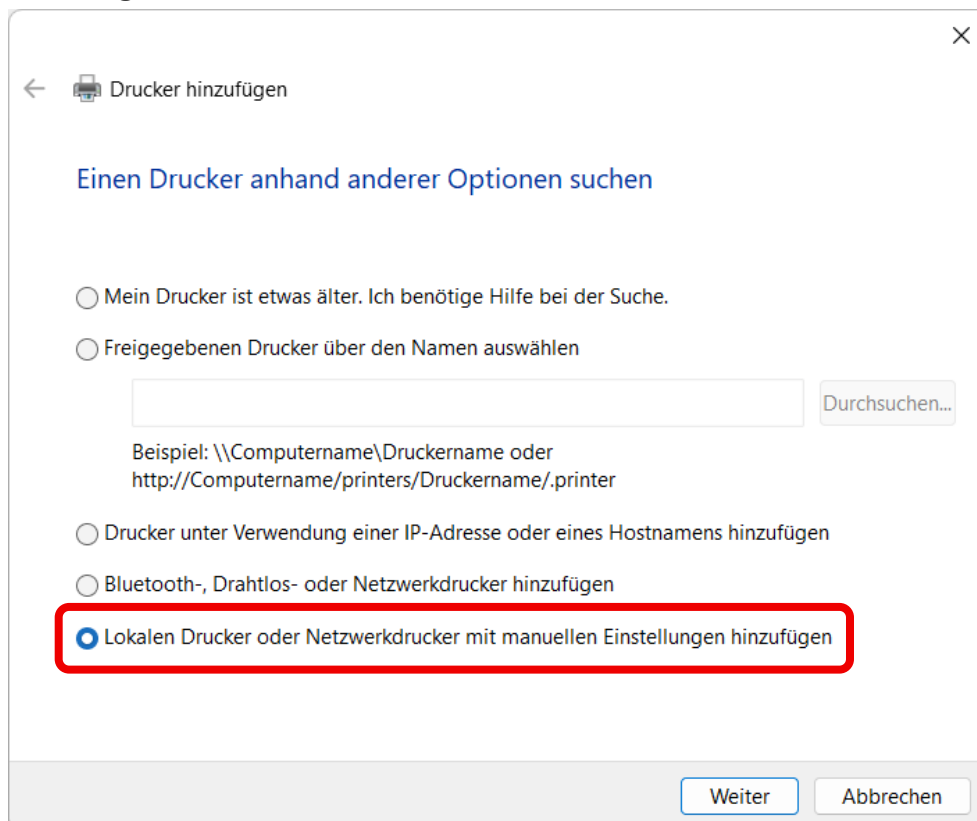 Drucker hinzufügen
Einen Drucker anhand anderer Optionen suchen
Mein Drucker ist etwas älter. Ich benötige Hilfe bei der Suche.
Freigegebenen Drucker über den Namen auswählen
Durchsuchen...
Beispiel: \\Computername\Druckername oder
http://Computername/printers/Druckername/.printer
Drucker unter Verwendung einer IP-Adresse oder eines Hostnamens hinzufügen
Bluetooth-, Drahtlos- oder Netzwerkdrucker hinzufügen
Lokalen Drucker oder Netzwerkdrucker mit manuellen Einstellungen hinzufügen
Weiter Abbrechen